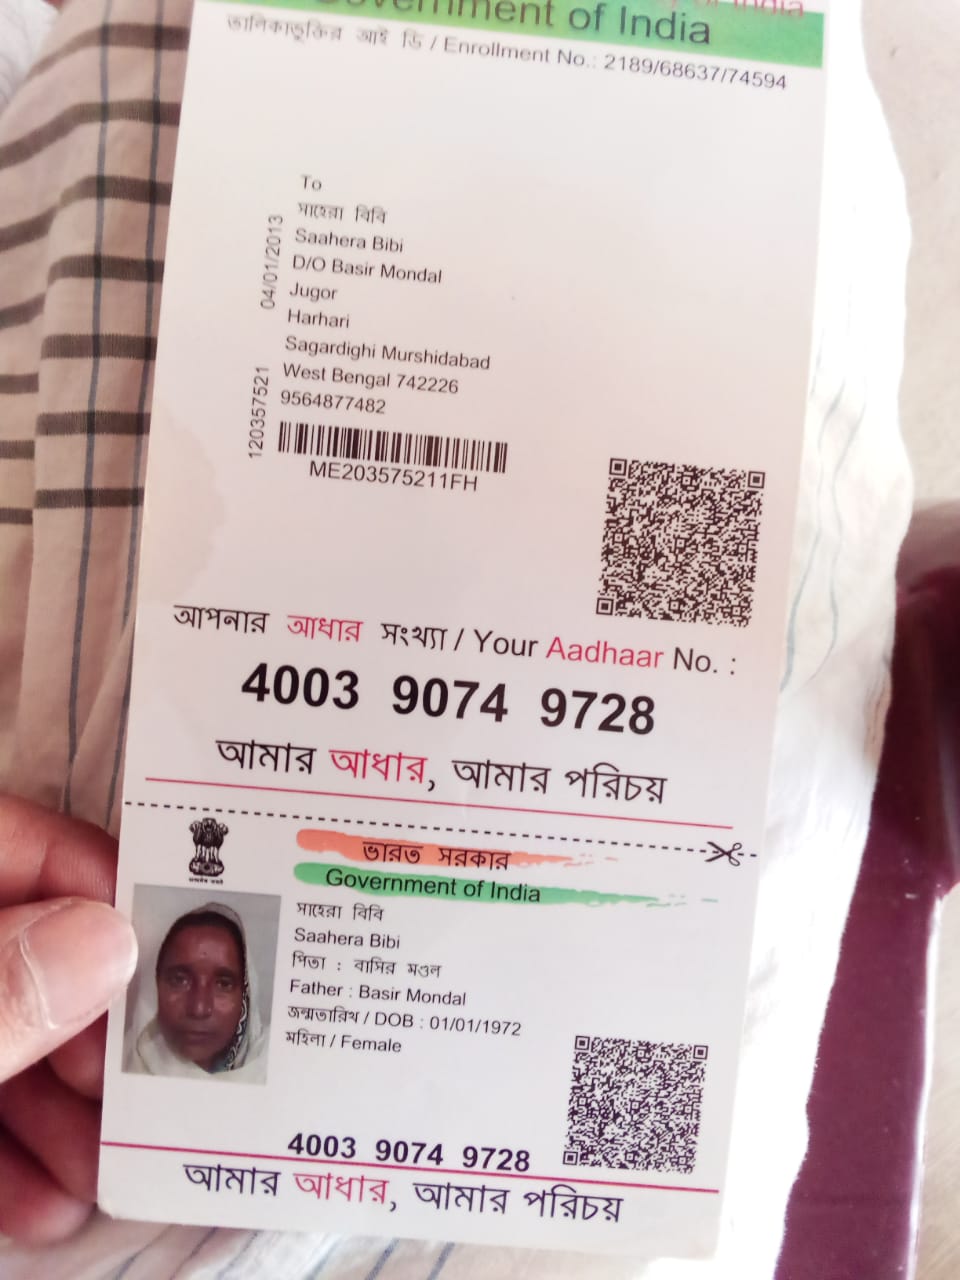 Government of India
তালিকাভুক্তির আই ডি / Enrollment No.: 2189/68637/74594
To
সাহেরা বিবি
Saahera Bibi
D/O Basir Mondal
Jugor
Harhari
Sagardighi Murshidabad
West Bengal 742226
9564877482
04/01/2013
120357521
ME203575211FH
আপনার আধার সংখ্যা / Your Aadhaar No. :
4003 9074 9728
আমার আধার, আমার পরিচয়
ভারত সরকার
Government of India
সাহেরা বিবি
Saahera Bibi
পিতা : বাসির মণ্ডল
Father : Basir Mondal
জন্মতারিখ / DOB : 01/01/1972
মহিলা / Female
4003 9074 9728
আমার আধার, আমার পরিচয়